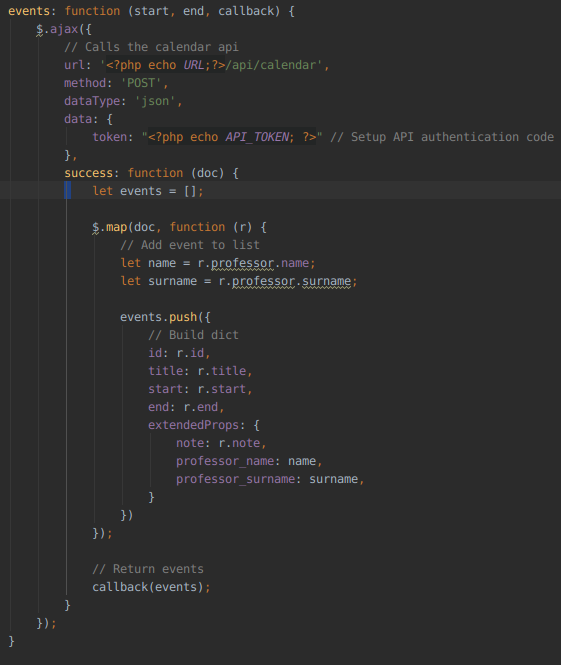 events: function (start, end, callback) {
    $.ajax({
        // Calls the calendar api
        url: '<?php echo URL;?>/api/calendar',
        method: 'POST',
        dataType: 'json',
        data: {
            token: "<?php echo API_TOKEN; ?>" // Setup API authentication code
        },
        success: function (doc) {
            let events = [];
            $.map(doc, function (r) {
                // Add event to list
                let name = r.professor.name;
                let surname = r.professor.surname;
                events.push({
                    // Build dict
                    id: r.id,
                    title: r.title,
                    start: r.start,
                    end: r.end,
                    extendedProps: {
                        note: r.note,
                        professor_name: name,
                        professor_surname: surname,
                    }
                })
            });
            // Return events
            callback(events);
        }
    });
}